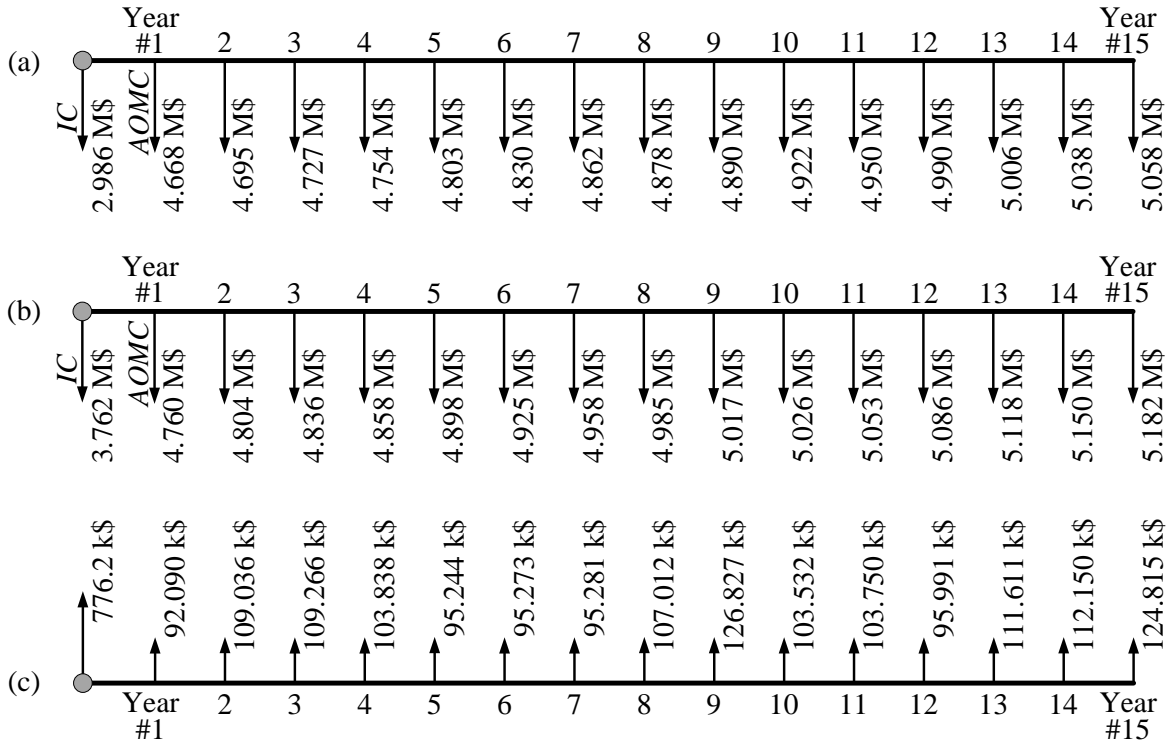 Year
#1 2 3 4 5 6 7 8 9 10 11 12 13 14 Year #15
(a)
IC
2.986 M$
AOMC
4.668 M$
4.695 M$
4.727 M$
4.754 M$
4.803 M$
4.830 M$
4.862 M$
4.878 M$
4.890 M$
4.922 M$
4.950 M$
4.990 M$
5.006 M$
5.038 M$
5.058 M$
Year
#1 2 3 4 5 6 7 8 9 10 11 12 13 14 Year #15
(b)
IC
3.762 M$
AOMC
4.760 M$
4.804 M$
4.836 M$
4.858 M$
4.898 M$
4.925 M$
4.958 M$
4.985 M$
5.017 M$
5.026 M$
5.053 M$
5.086 M$
5.118 M$
5.150 M$
5.182 M$
776.2 k$
92.090 k$
109.036 k$
109.266 k$
103.838 k$
95.244 k$
95.273 k$
95.281 k$
107.012 k$
126.827 k$
103.532 k$
103.750 k$
95.991 k$
111.611 k$
112.150 k$
124.815 k$
(c)
Year
#1 2 3 4 5 6 7 8 9 10 11 12 13 14 Year #15